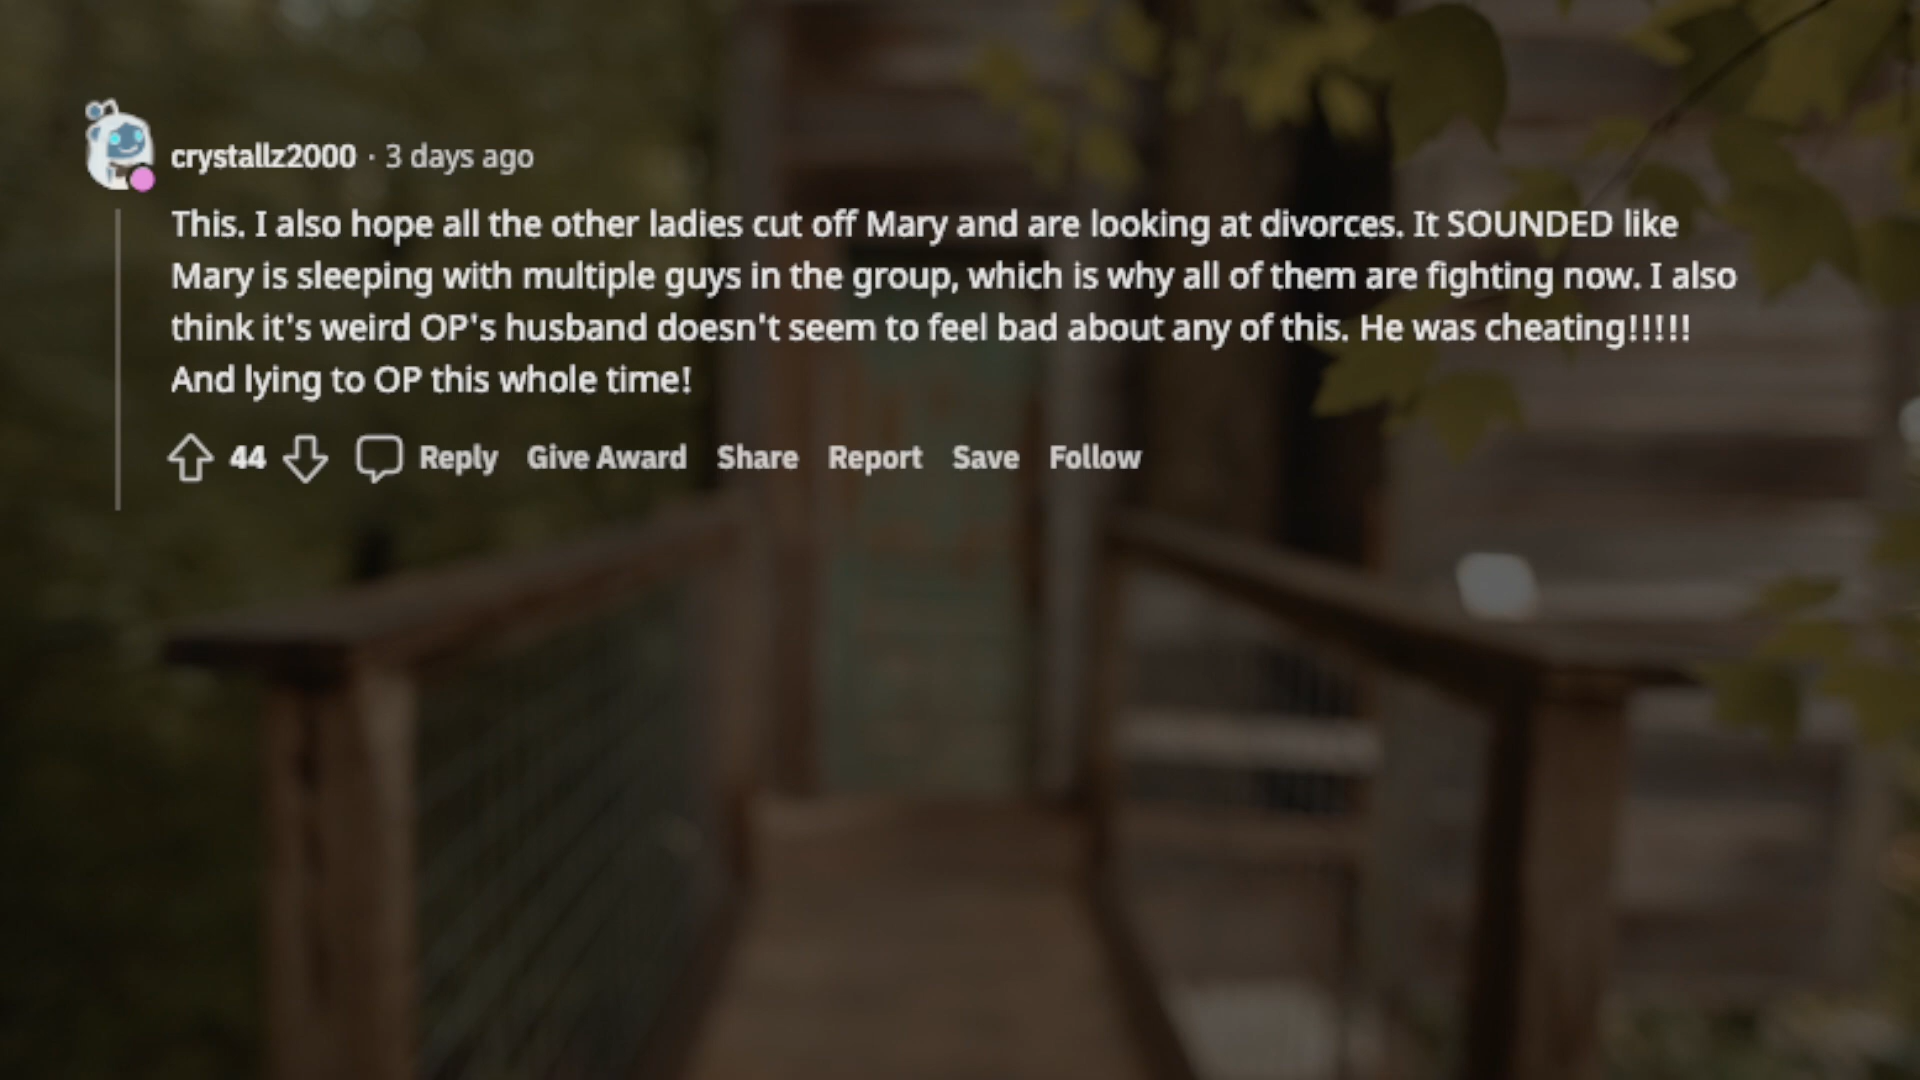 crystallz2000 · 3 days ago
This. I also hope all the other ladies cut off Mary and are looking at divorces. It SOUNDED like
Mary is sleeping with multiple guys in the group, which is why all of them are fighting now. I also
think it's weird OP's husband doesn't seem to feel bad about any of this. He was cheating!!!!!
And lying to OP this whole time!
44 Reply Give Award Share Report Save Follow